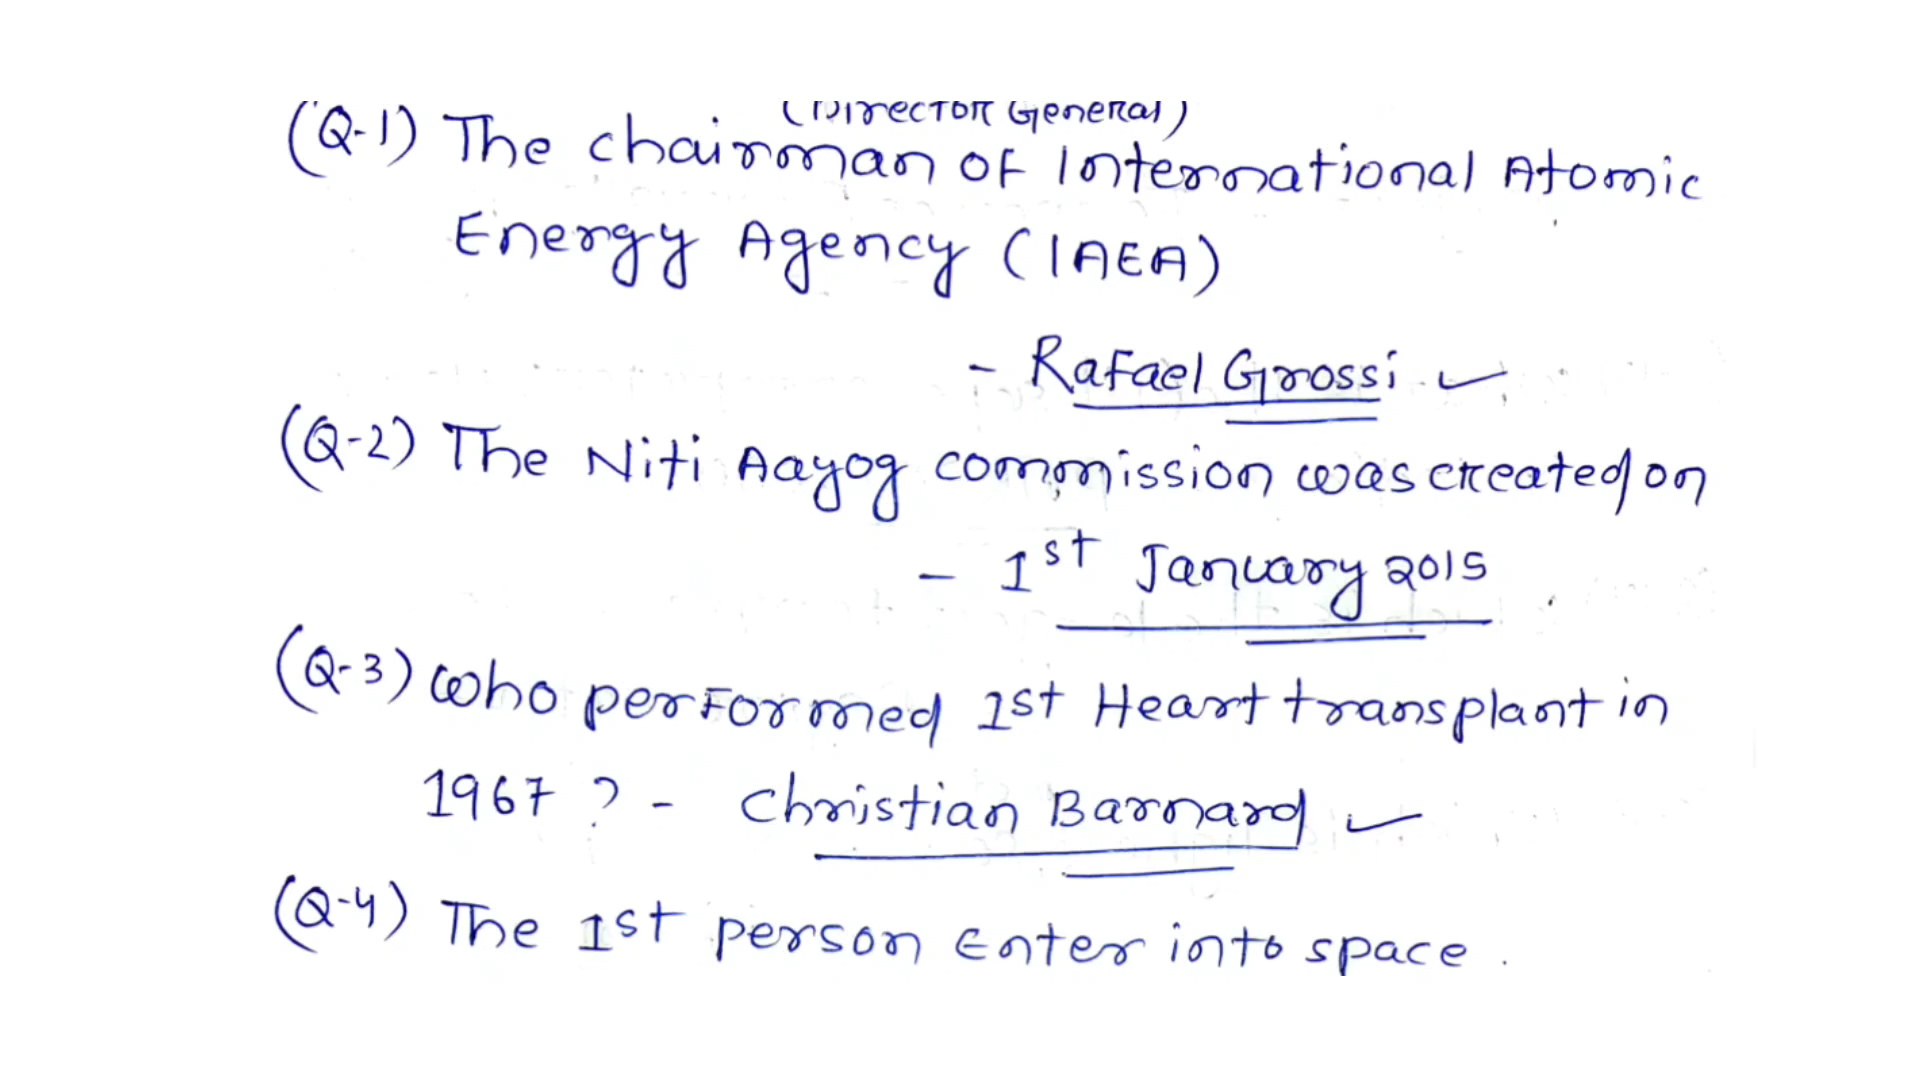 (Director General)
(Q-1) The chairman of International Atomic
Energy Agency (IAEA)
- Rafael Grossi
(Q-2) The Niti Aayog commission was created on
- 1st January 2015
(Q-3) Who performed 1st Heart transplant in
1967 ? - Christian Barnard
(Q-4) The 1st person Enter into space.